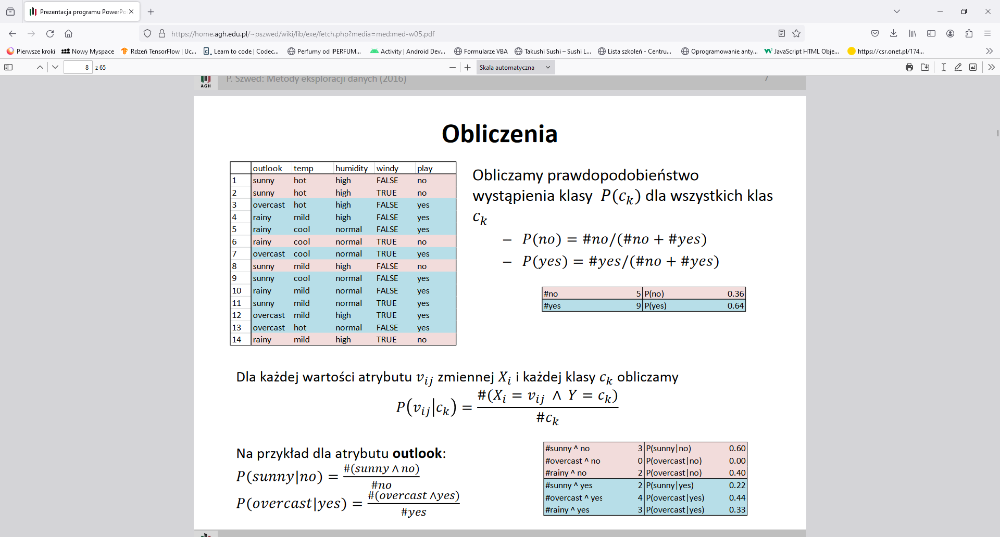 Prezentacja programu PowerPo
https://home.agh.edu.pl/~pszwed/wiki/lib/exe/fetch.php?media=med:med-w05.pdf
Pierwsze kroki Nowy Myspace Rdzeń TensorFlow | Uc... Learn to code | Codec... Perfumy od IPERFUM... Activity | Android Dev... Formularze VBA Takushi Sushi – Sushi L... Lista szkoleń - Centru... Oprogramowanie anty... JavaScript HTML Obje... https://csr.onet.pl/174...
8 z 65 Skala automatyczna
AGH P. Szwed: Metody eksploracji danych (2016) 7
Obliczenia
outlook temp humidity windy play
1 sunny hot high FALSE no
2 sunny hot high TRUE no
3 overcast hot high FALSE yes
4 rainy mild high FALSE yes
5 rainy cool normal FALSE yes
6 rainy cool normal TRUE no
7 overcast cool normal TRUE yes
8 sunny mild high FALSE no
9 sunny cool normal FALSE yes
10 rainy mild normal FALSE yes
11 sunny mild normal TRUE yes
12 overcast mild high TRUE yes
13 overcast hot normal FALSE yes
14 rainy mild high TRUE no
Obliczamy prawdopodobieństwo
wystąpienia klasy P(c_k) dla wszystkich klas
c_k
– P(no) = #no/(#no + #yes)
– P(yes) = #yes/(#no + #yes)
#no 5 P(no) 0.36
#yes 9 P(yes) 0.64
Dla każdej wartości atrybutu v_ij zmiennej X_i i każdej klasy c_k obliczamy
P(v_ij|c_k) = #(X_i = v_ij ∧ Y = c_k) / #c_k
Na przykład dla atrybutu outlook:
P(sunny|no) = #(sunny ∧ no) / #no
P(overcast|yes) = #(overcast ∧yes) / #yes
#sunny ^ no 3 P(sunny|no) 0.60
#overcast ^ no 0 P(overcast|no) 0.00
#rainy ^ no 2 P(overcast|no) 0.40
#sunny ^ yes 2 P(sunny|yes) 0.22
#overcast ^ yes 4 P(overcast|yes) 0.44
#rainy ^ yes 3 P(overcast|yes) 0.33